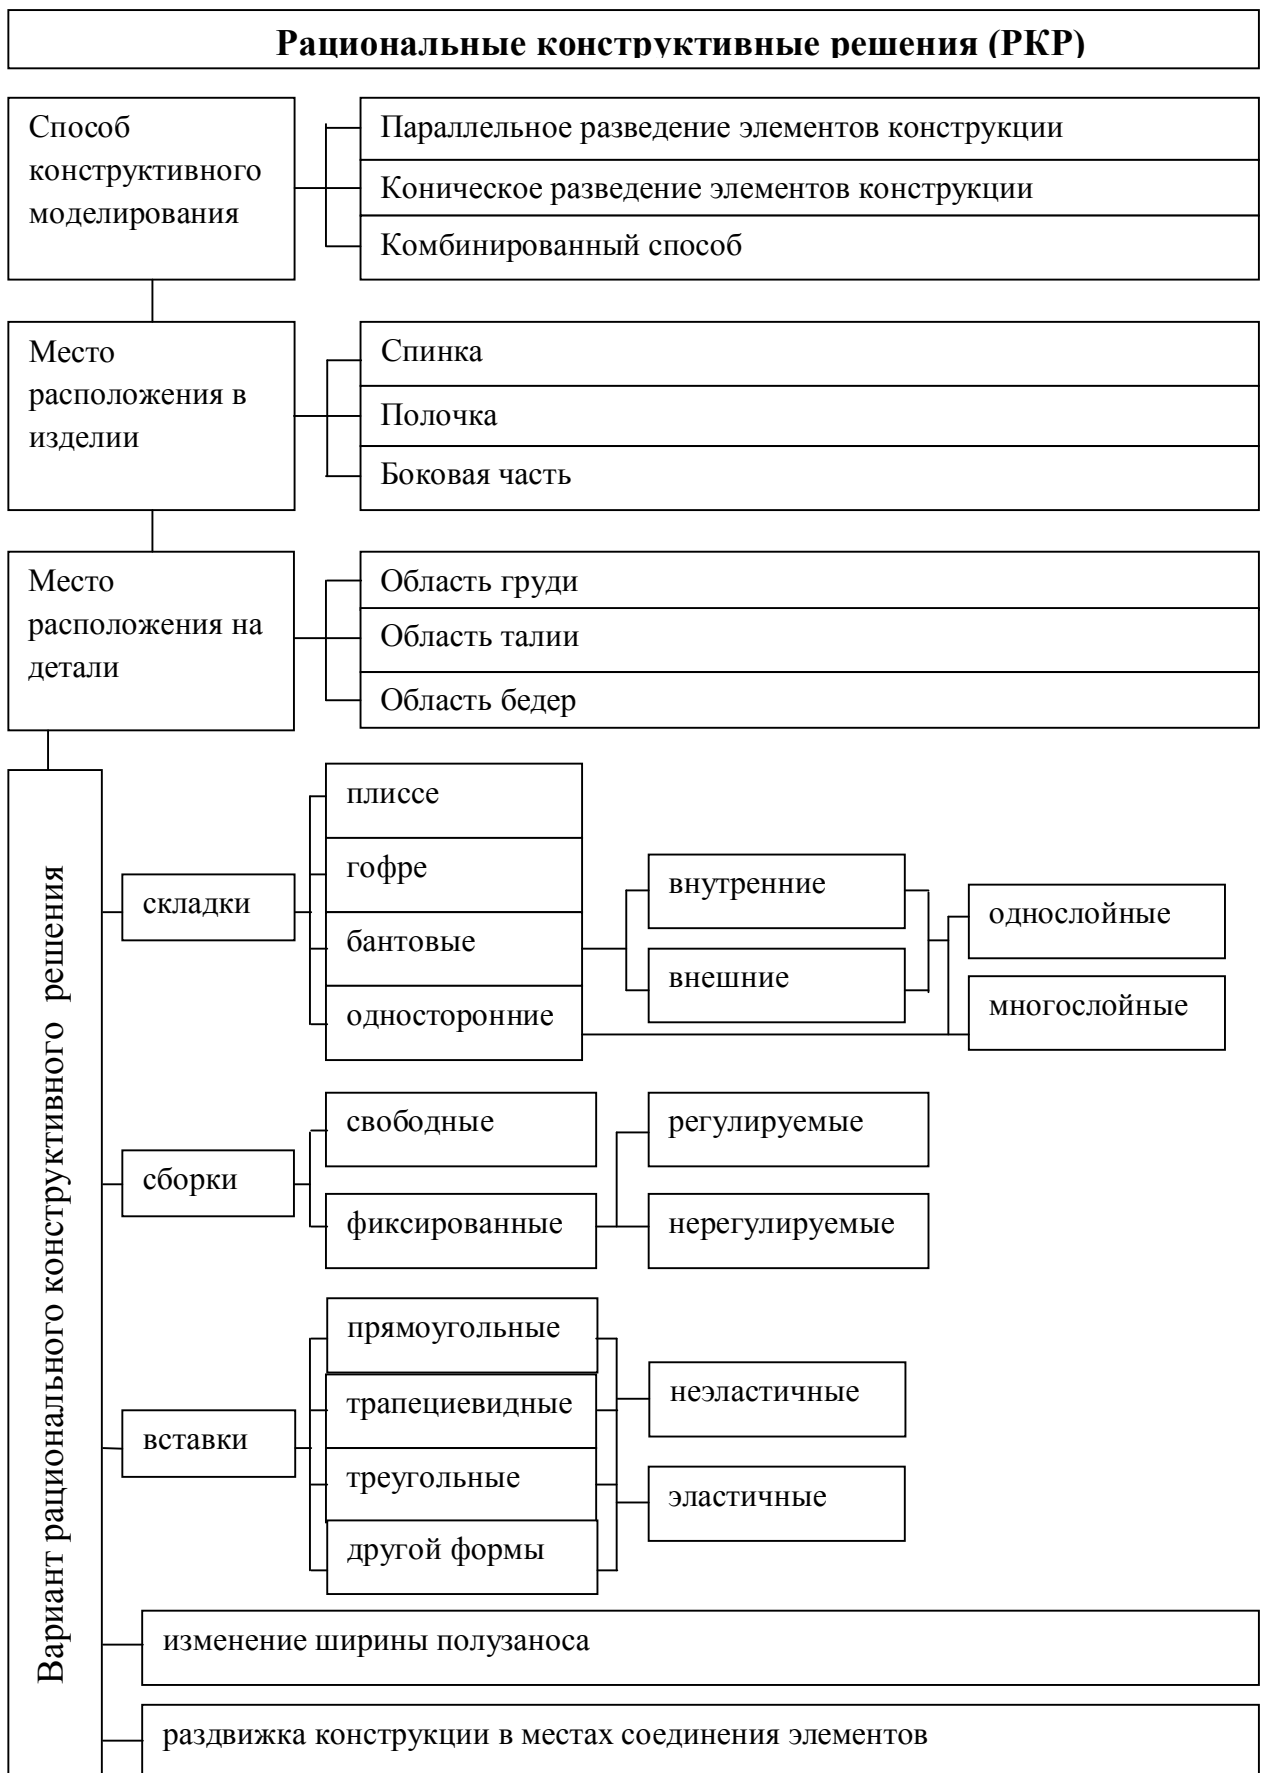 Рациональные конструктивные решения (РКР)
Способ
конструктивного
моделирования
Параллельное разведение элементов конструкции
Коническое разведение элементов конструкции
Комбинированный способ
Место
расположения в
изделии
Спинка
Полочка
Боковая часть
Место
расположения на
детали
Область груди
Область талии
Область бедер
Вариант рационального конструктивного решения
складки
плиссе
гофре
бантовые
односторонние
внутренние
внешние
однослойные
многослойные
сборки
свободные
фиксированные
регулируемые
нерегулируемые
вставки
прямоугольные
трапециевидные
треугольные
другой формы
неэластичные
эластичные
изменение ширины полузаноса
раздвижка конструкции в местах соединения элементов